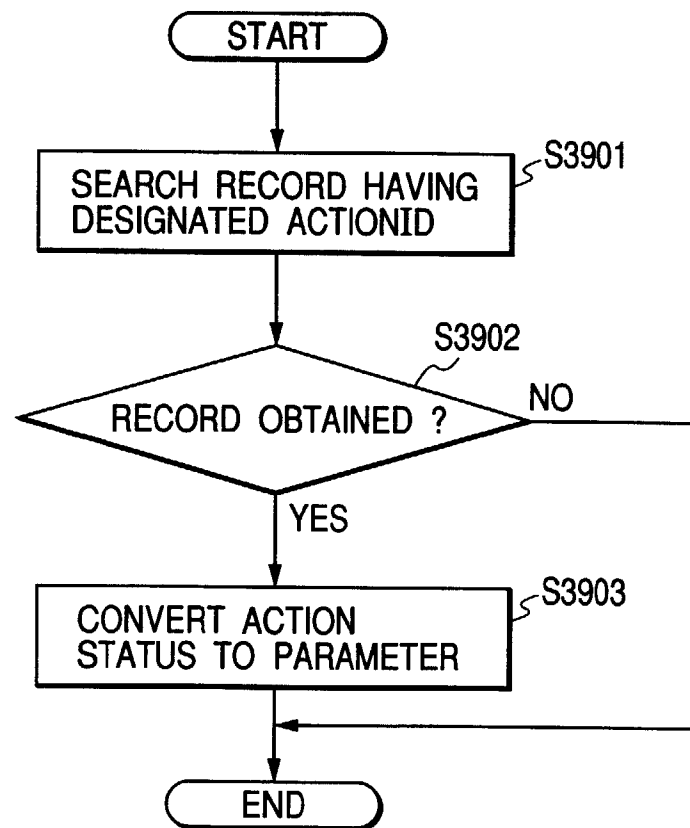 START
S3901
SEARCH RECORD HAVING
DESIGNATED ACTIONID
S3902
RECORD OBTAINED ?
NO
YES
S3903
CONVERT ACTION
STATUS TO PARAMETER
END